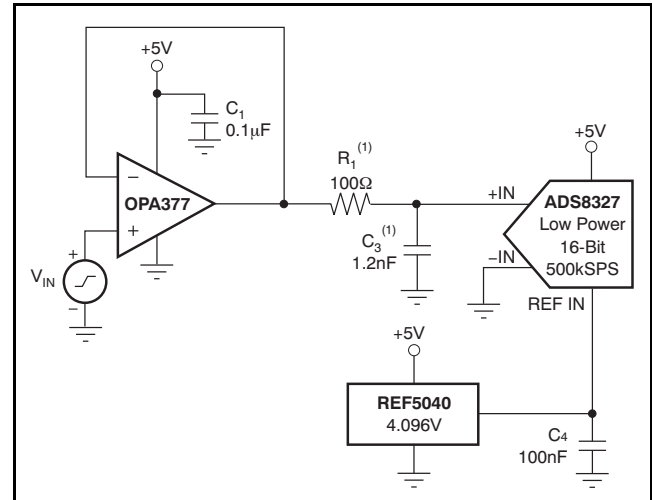 +5V
C1
0.1μF
−
OPA377
+
+
VIN
−
R1(1)
100Ω
C3(1)
1.2nF
+5V
+IN
ADS8327
Low Power
16-Bit
500kSPS
−IN
REF IN
+5V
REF5040
4.096V
C4
100nF